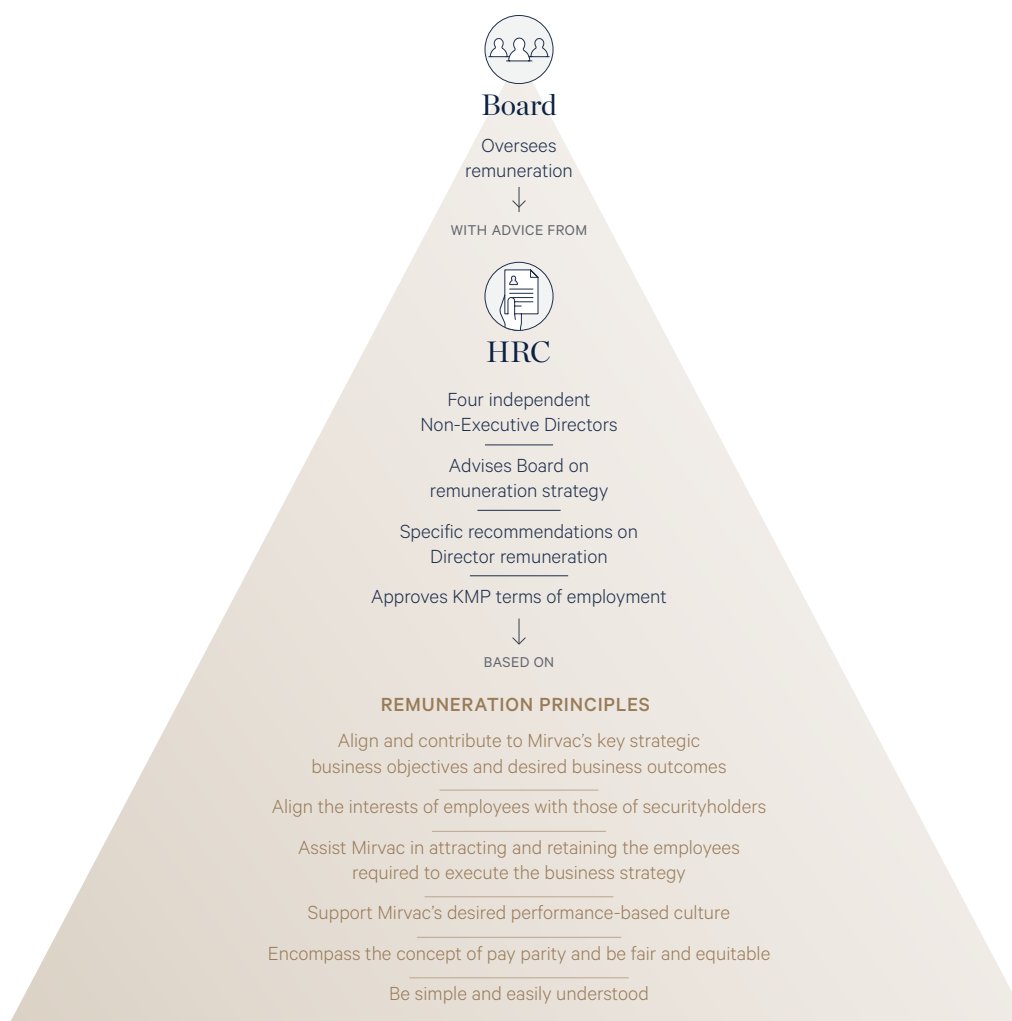 Board
Oversees
remuneration
WITH ADVICE FROM
HRC
Four independent
Non-Executive Directors
Advises Board on
remuneration strategy
Specific recommendations on
Director remuneration
Approves KMP terms of employment
BASED ON
REMUNERATION PRINCIPLES
Align and contribute to Mirvac’s key strategic
business objectives and desired business outcomes
Align the interests of employees with those of securityholders
Assist Mirvac in attracting and retaining the employees
required to execute the business strategy
Support Mirvac’s desired performance-based culture
Encompass the concept of pay parity and be fair and equitable
Be simple and easily understood